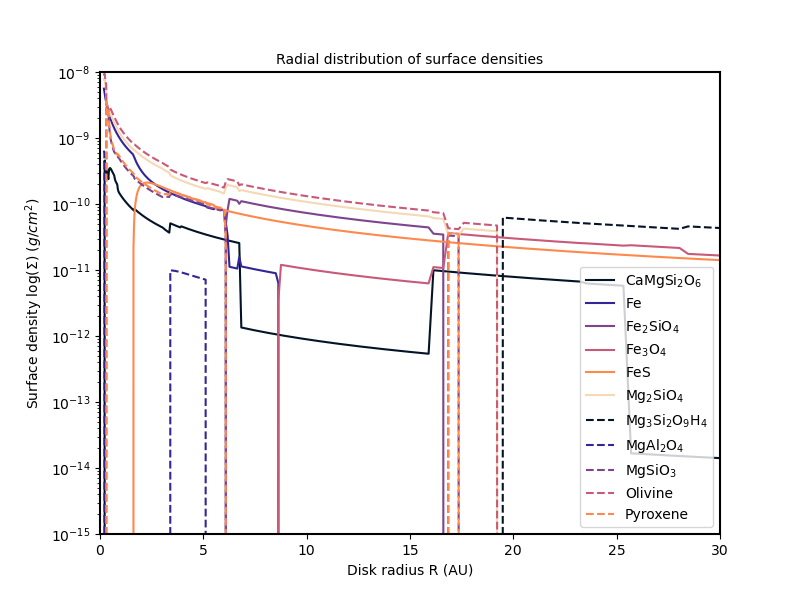 Radial distribution of surface densities
Surface density log(Σ) (g/cm²)
10⁻⁸
10⁻⁹
10⁻¹⁰
10⁻¹¹
10⁻¹²
10⁻¹³
10⁻¹⁴
10⁻¹⁵
CaMgSi₂O₆
Fe
Fe₂SiO₄
Fe₃O₄
FeS
Mg₂SiO₄
Mg₃Si₂O₉H₄
MgAl₂O₄
MgSiO₃
Olivine
Pyroxene
0 5 10 15 20 25 30
Disk radius R (AU)